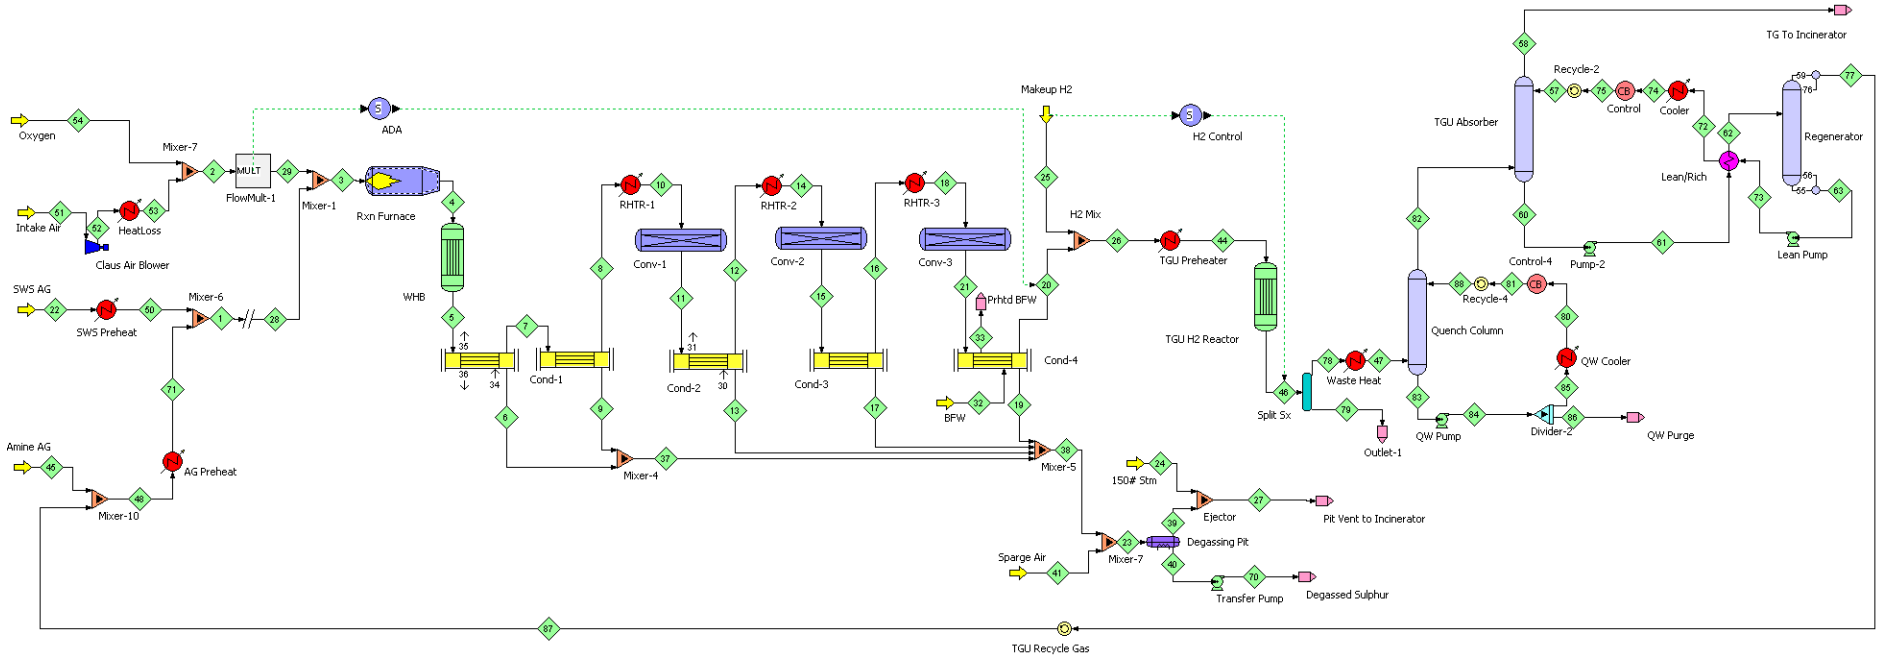 58
TG To Incinerator
Recycle-2
59
77
76
57
75
CB
74
Control
Cooler
TGU Absorber
Regenerator
Makeup H2
54
Oxygen
S
ADA
S
H2 Control
72
62
Mixer-7
2
MULT
29
FlowMult-1
3
Mixer-1
Rxn Furnace
4
RHTR-1
10
RHTR-2
14
RHTR-3
18
25
Lean/Rich
56
55
63
73
51
Intake Air
52
53
HeatLoss
Claus Air Blower
Conv-1
Conv-2
Conv-3
H2 Mix
26
TGU Preheater
44
82
60
61
Pump-2
Control-4
Lean Pump
WHB
8
11
12
15
16
21
Prhtd BFW
20
88
81
CB
Recycle-4
SWS AG
22
50
SWS Preheat
Mixer-6
1
28
5
7
33
TGU H2 Reactor
Quench Column
80
35
36
34
Cond-1
31
30
Cond-2
Cond-3
Cond-4
78
47
Waste Heat
QW Cooler
71
6
9
13
17
BFW
32
19
46
Split Sx
79
Outlet-1
83
84
85
86
QW Pump
Divider-2
QW Purge
Amine AG
45
AG Preheat
48
Mixer-10
37
Mixer-4
38
Mixer-5
24
150# Stm
Ejector
27
Pit Vent to Incinerator
39
Sparge Air
41
23
Mixer-7
Degassing Pit
40
70
Transfer Pump
Degassed Sulphur
87
TGU Recycle Gas